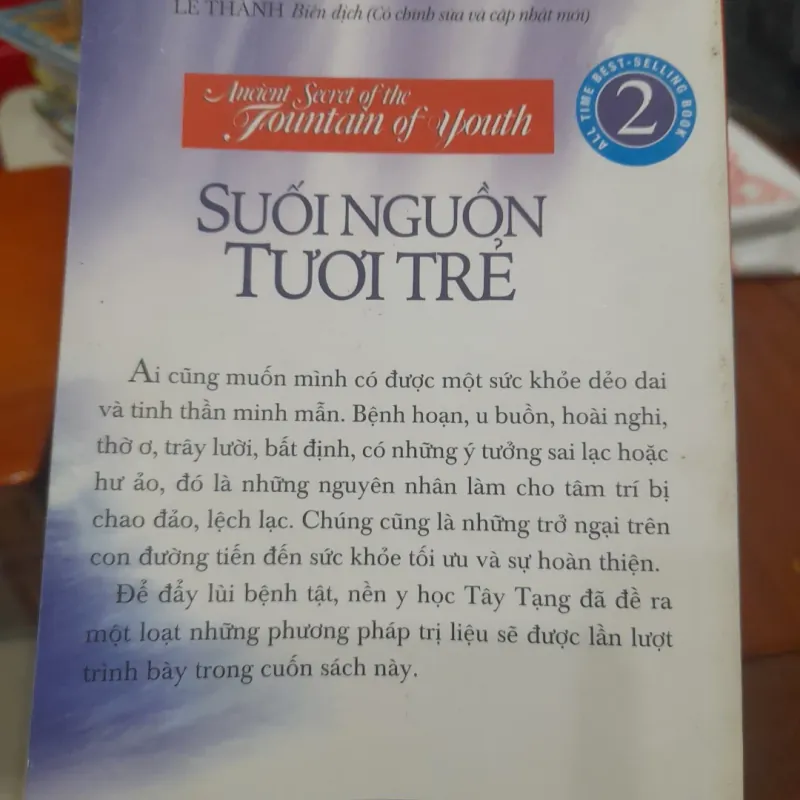 LÊ THÀNH Biên dịch (Có chỉnh sửa và cập nhật mới)
Ancient Secret of the
Fountain of Youth
ALL TIME BEST-SELLING BOOK
2
SUỐI NGUỒN
TƯƠI TRẺ
Ai cũng muốn mình có được một sức khỏe dẻo dai
và tinh thần minh mẫn. Bệnh hoạn, u buồn, hoài nghi,
thờ ơ, trây lười, bất định, có những ý tưởng sai lạc hoặc
hư ảo, đó là những nguyên nhân làm cho tâm trí bị
chao đảo, lệch lạc. Chúng cũng là những trở ngại trên
con đường tiến đến sức khỏe tối ưu và sự hoàn thiện.
Để đẩy lùi bệnh tật, nền y học Tây Tạng đã đề ra
một loạt những phương pháp trị liệu sẽ được lần lượt
trình bày trong cuốn sách này.